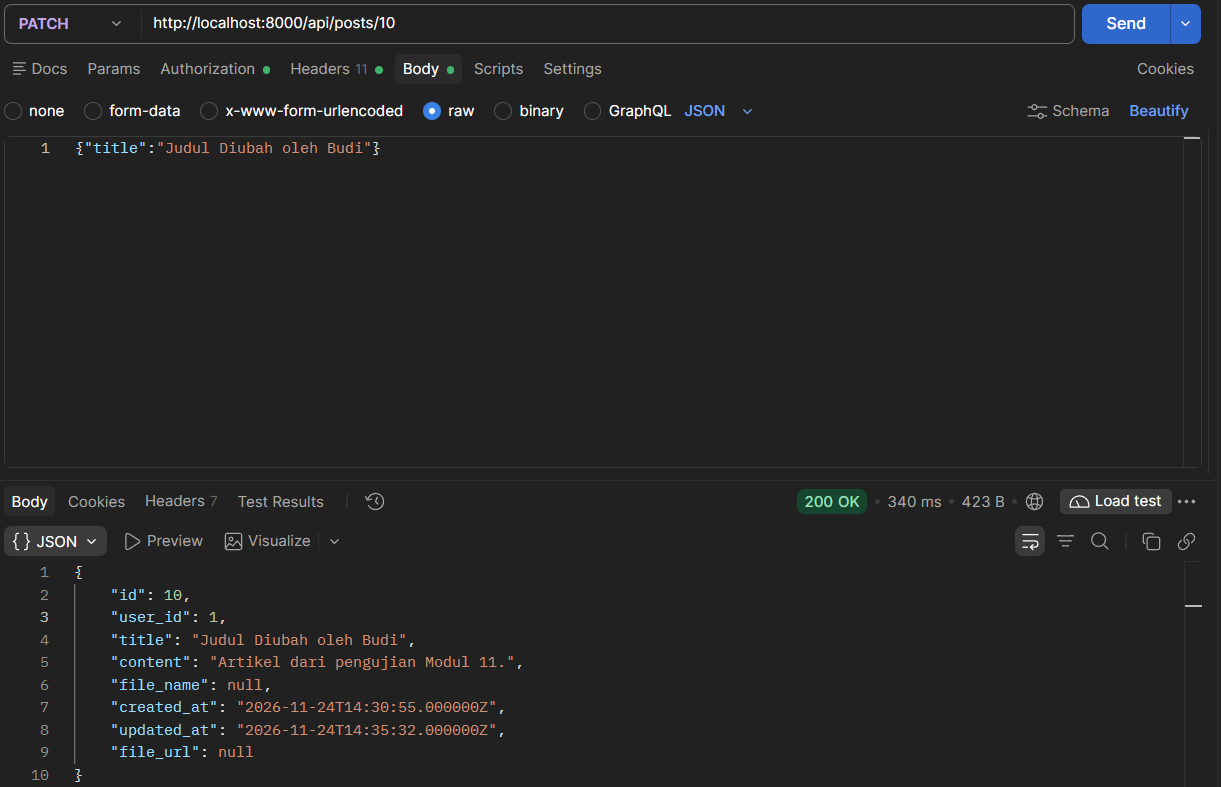 PATCH http://localhost:8000/api/posts/10 Send
Docs Params Authorization Headers 11 Body Scripts Settings Cookies
none form-data x-www-form-urlencoded raw binary GraphQL JSON Schema Beautify
1 {"title":"Judul Diubah oleh Budi"}
Body Cookies Headers 7 Test Results 200 OK • 340 ms • 423 B • Load test
{} JSON Preview Visualize
1 {
2 "id": 10,
3 "user_id": 1,
4 "title": "Judul Diubah oleh Budi",
5 "content": "Artikel dari pengujian Modul 11.",
6 "file_name": null,
7 "created_at": "2026-11-24T14:30:55.000000Z",
8 "updated_at": "2026-11-24T14:35:32.000000Z",
9 "file_url": null
10 }